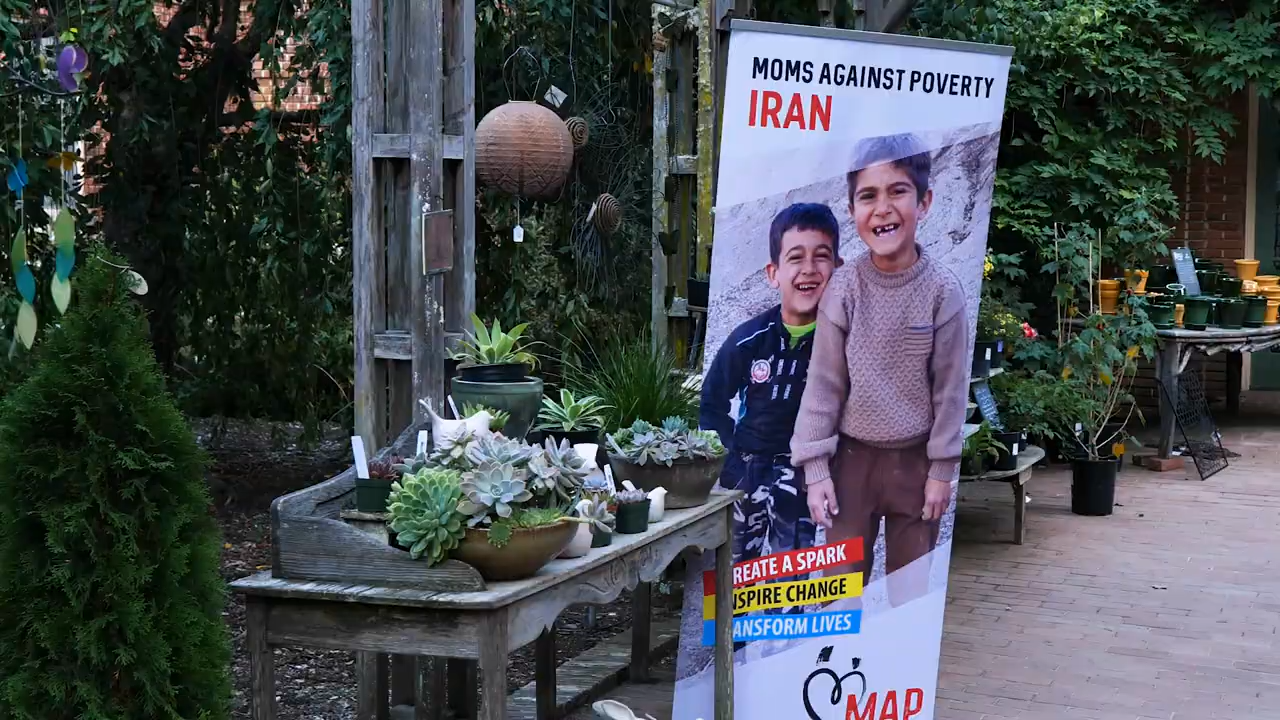 MOMS AGAINST POVERTY
IRAN
REATE A SPARK
NSPIRE CHANGE
ANSFORM LIVES
MAP